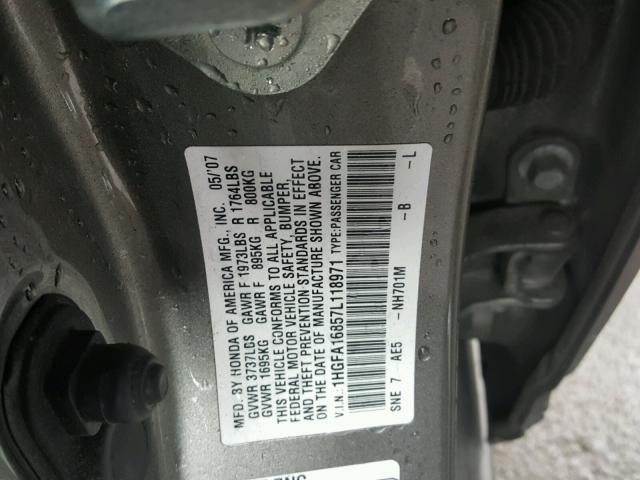 MFD. BY HONDA OF AMERICA MFG., INC. 05/'07
GVWR 3737LBS GAWR F 1973LBS R 1764LBS
GVWR 1695KG GAWR F 895KG R 800KG
THIS VEHICLE CONFORMS TO ALL APPLICABLE
FEDERAL MOTOR VEHICLE SAFETY, BUMPER,
AND THEFT PREVENTION STANDARDS IN EFFECT
ON THE DATE OF MANUFACTURE SHOWN ABOVE.
V.I.N.: 1HGFA16857L118971 TYPE:PASSENGER CAR
SNE 7 AE5 - NH701M - B - L